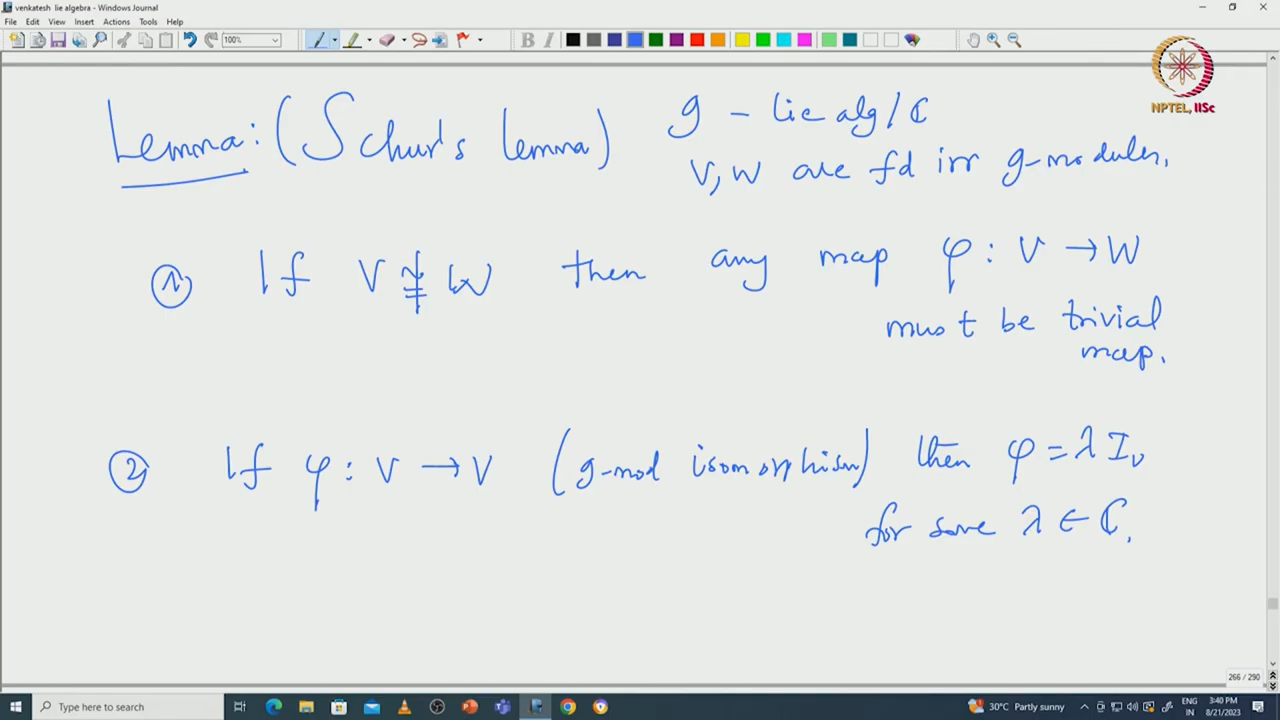 venkatesh lie algebra - Windows Journal
File Edit View Insert Actions Tools Help
100%
NPTEL, IISc
Lemma: (Schur's lemma) g - lie alg/ℂ
V, W are fd irr g-modules.
① If V ≇ W then any map φ : V → W
must be trivial
map.
② If φ : V → V (g-mod isomorphism) then φ = λ I_V
for some λ ∈ ℂ.
266 / 290
Type here to search
30°C Partly sunny
ENG
IN
3:40 PM
8/21/2023